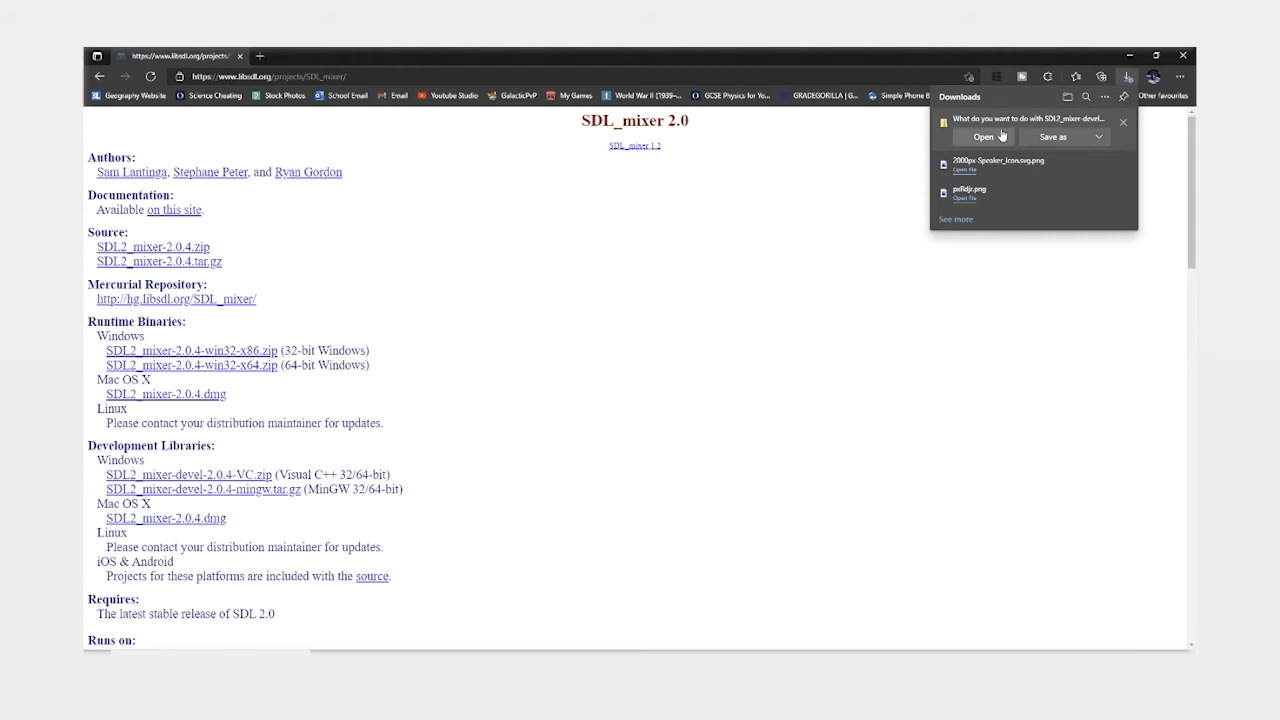 https://www.libsdl.org/projects/
https://www.libsdl.org/projects/SDL_mixer/
Geography Website
Science Cheating
Stock Photos
School Email
Email
Youtube Studio
GalacticPvP
My Games
World War II (1939–...
GCSE Physics for Yo...
GRADEGORILLA | G...
Simple Phone B
Other favourites
Downloads
What do you want to do with SDL2_mixer-devel...
Open
Save as
2000px-Speaker_Icon.svg.png
Open file
pxRdjr.png
Open file
See more
SDL_mixer 2.0
SDL_mixer 1.2
Authors:
Sam Lantinga, Stephane Peter, and Ryan Gordon
Documentation:
Available on this site.
Source:
SDL2_mixer-2.0.4.zip
SDL2_mixer-2.0.4.tar.gz
Mercurial Repository:
http://hg.libsdl.org/SDL_mixer/
Runtime Binaries:
Windows
SDL2_mixer-2.0.4-win32-x86.zip (32-bit Windows)
SDL2_mixer-2.0.4-win32-x64.zip (64-bit Windows)
Mac OS X
SDL2_mixer-2.0.4.dmg
Linux
Please contact your distribution maintainer for updates.
Development Libraries:
Windows
SDL2_mixer-devel-2.0.4-VC.zip (Visual C++ 32/64-bit)
SDL2_mixer-devel-2.0.4-mingw.tar.gz (MinGW 32/64-bit)
Mac OS X
SDL2_mixer-2.0.4.dmg
Linux
Please contact your distribution maintainer for updates.
iOS & Android
Projects for these platforms are included with the source.
Requires:
The latest stable release of SDL 2.0
Runs on: